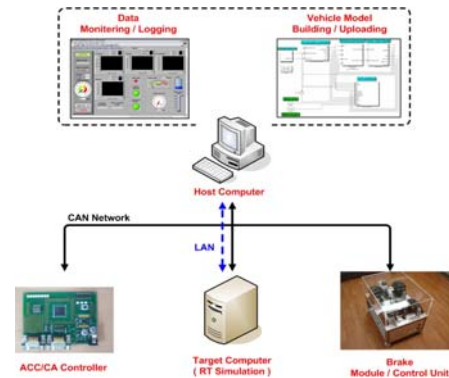 Data
Monitering / Logging
Vehicle Model
Building / Uploading
Host Computer
CAN Network
LAN
ACC/CA Controller
Target Computer
( RT Simulation )
Brake
Module / Control Unit